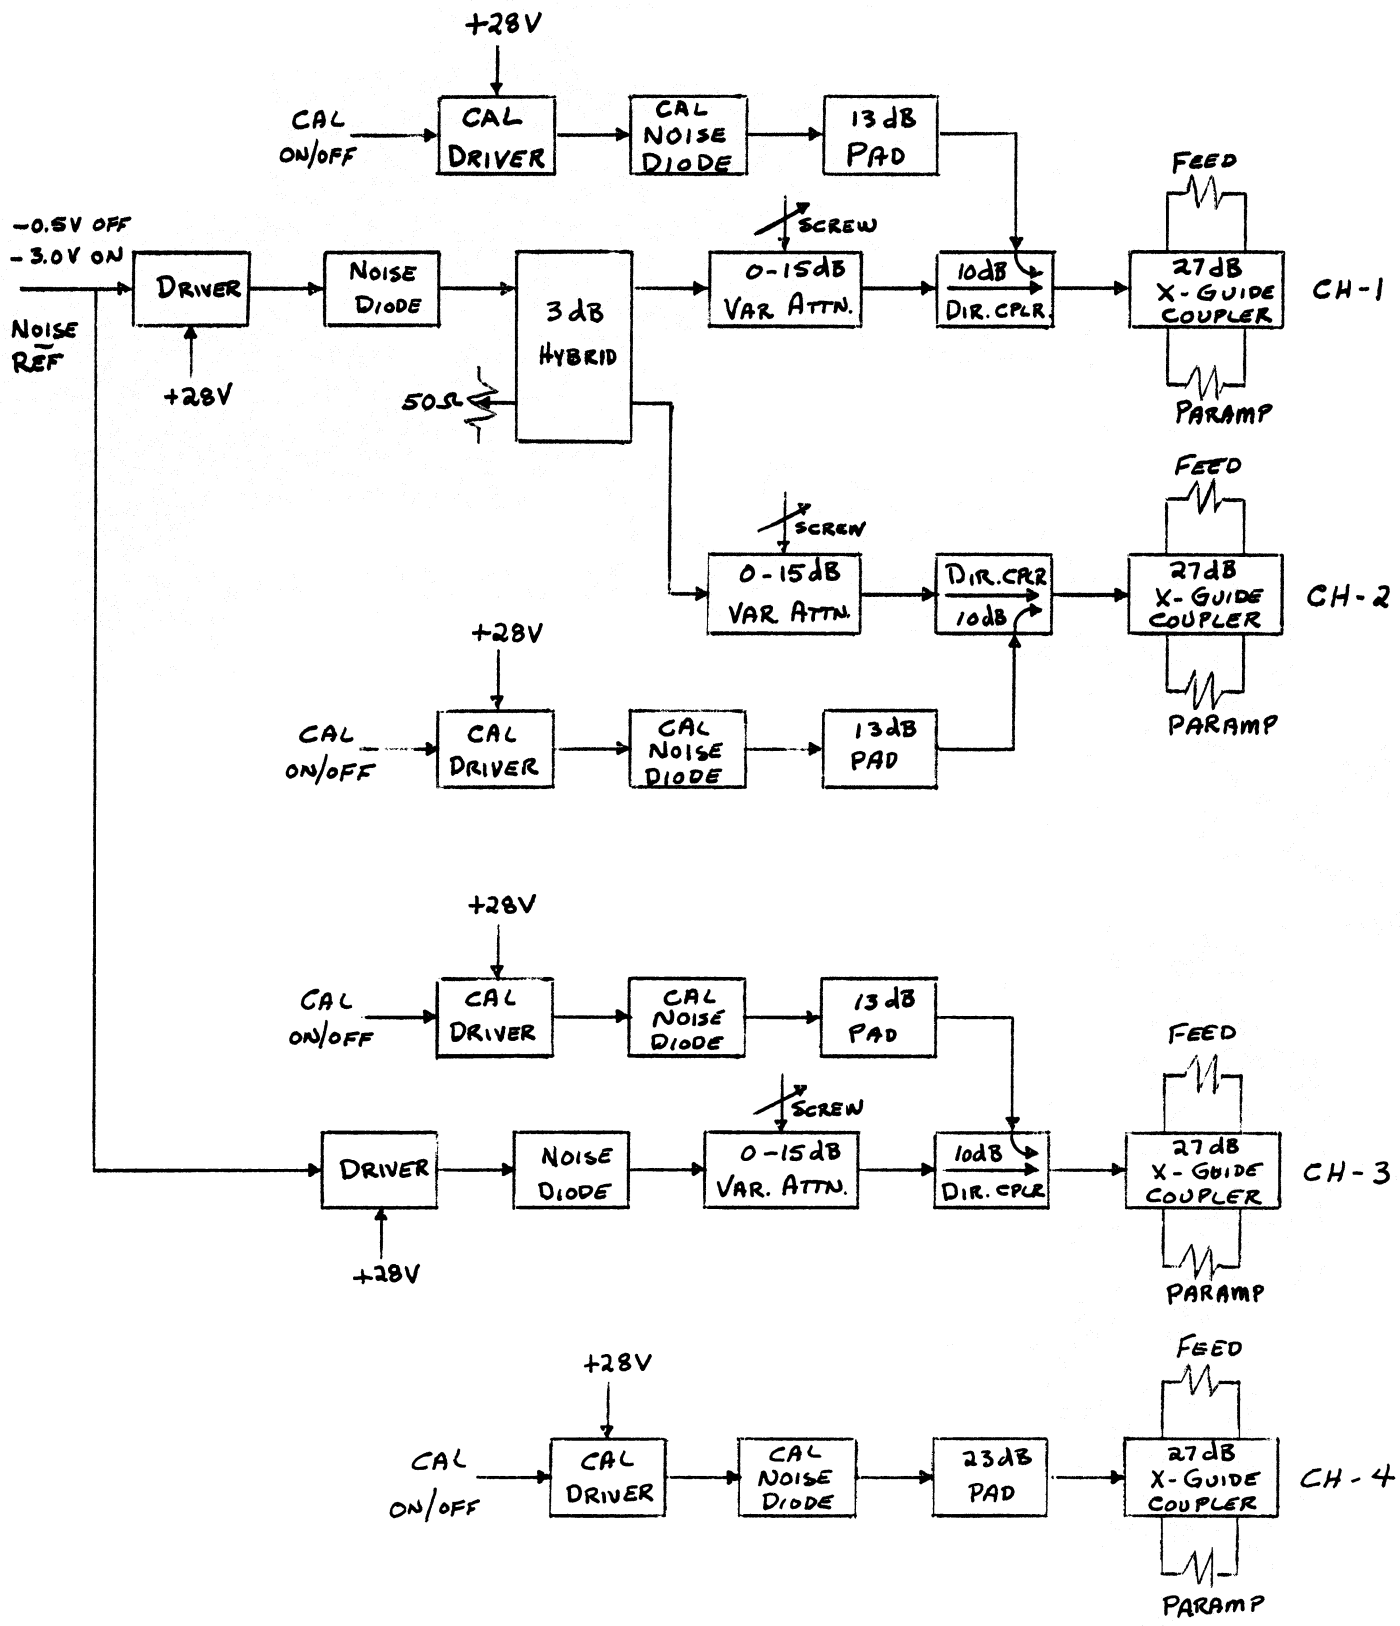 +28V
CAL
ON/OFF
CAL
DRIVER
CAL
NOISE
DIODE
13 dB
PAD
FEED
-0.5V OFF
-3.0V ON
NOISE
REF
DRIVER
+28V
NOISE
DIODE
3 dB
HYBRID
50Ω
SCREW
0-15dB
VAR ATTN.
10dB
DIR. CPLR.
27dB
X-GUIDE
COUPLER
CH-1
PARAMP
FEED
SCREW
0-15dB
VAR ATTN.
DIR. CPLR
10dB
27dB
X-GUIDE
COUPLER
CH-2
PARAMP
+28V
CAL
ON/OFF
CAL
DRIVER
CAL
NOISE
DIODE
13dB
PAD
+28V
CAL
ON/OFF
CAL
DRIVER
CAL
NOISE
DIODE
13dB
PAD
FEED
DRIVER
+28V
NOISE
DIODE
SCREW
0-15dB
VAR. ATTN.
10dB
DIR. CPLR
27dB
X-GUIDE
COUPLER
CH-3
PARAMP
FEED
+28V
CAL
ON/OFF
CAL
DRIVER
CAL
NOISE
DIODE
23dB
PAD
27dB
X-GUIDE
COUPLER
CH-4
PARAMP